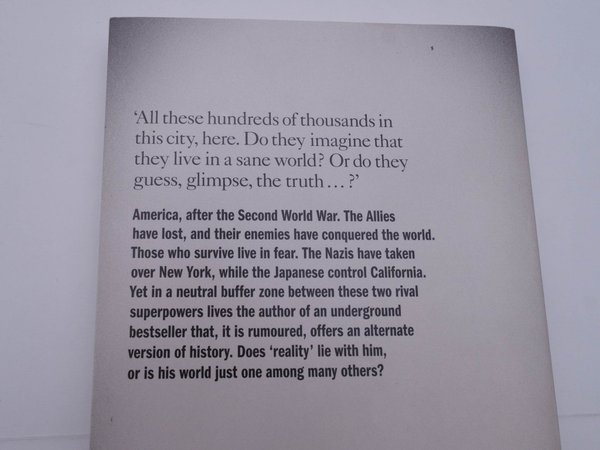 ‘All these hundreds of thousands in
this city, here. Do they imagine that
they live in a sane world? Or do they
guess, glimpse, the truth ... ?’
America, after the Second World War. The Allies
have lost, and their enemies have conquered the world.
Those who survive live in fear. The Nazis have taken
over New York, while the Japanese control California.
Yet in a neutral buffer zone between these two rival
superpowers lives the author of an underground
bestseller that, it is rumoured, offers an alternate
version of history. Does ‘reality’ lie with him,
or is his world just one among many others?